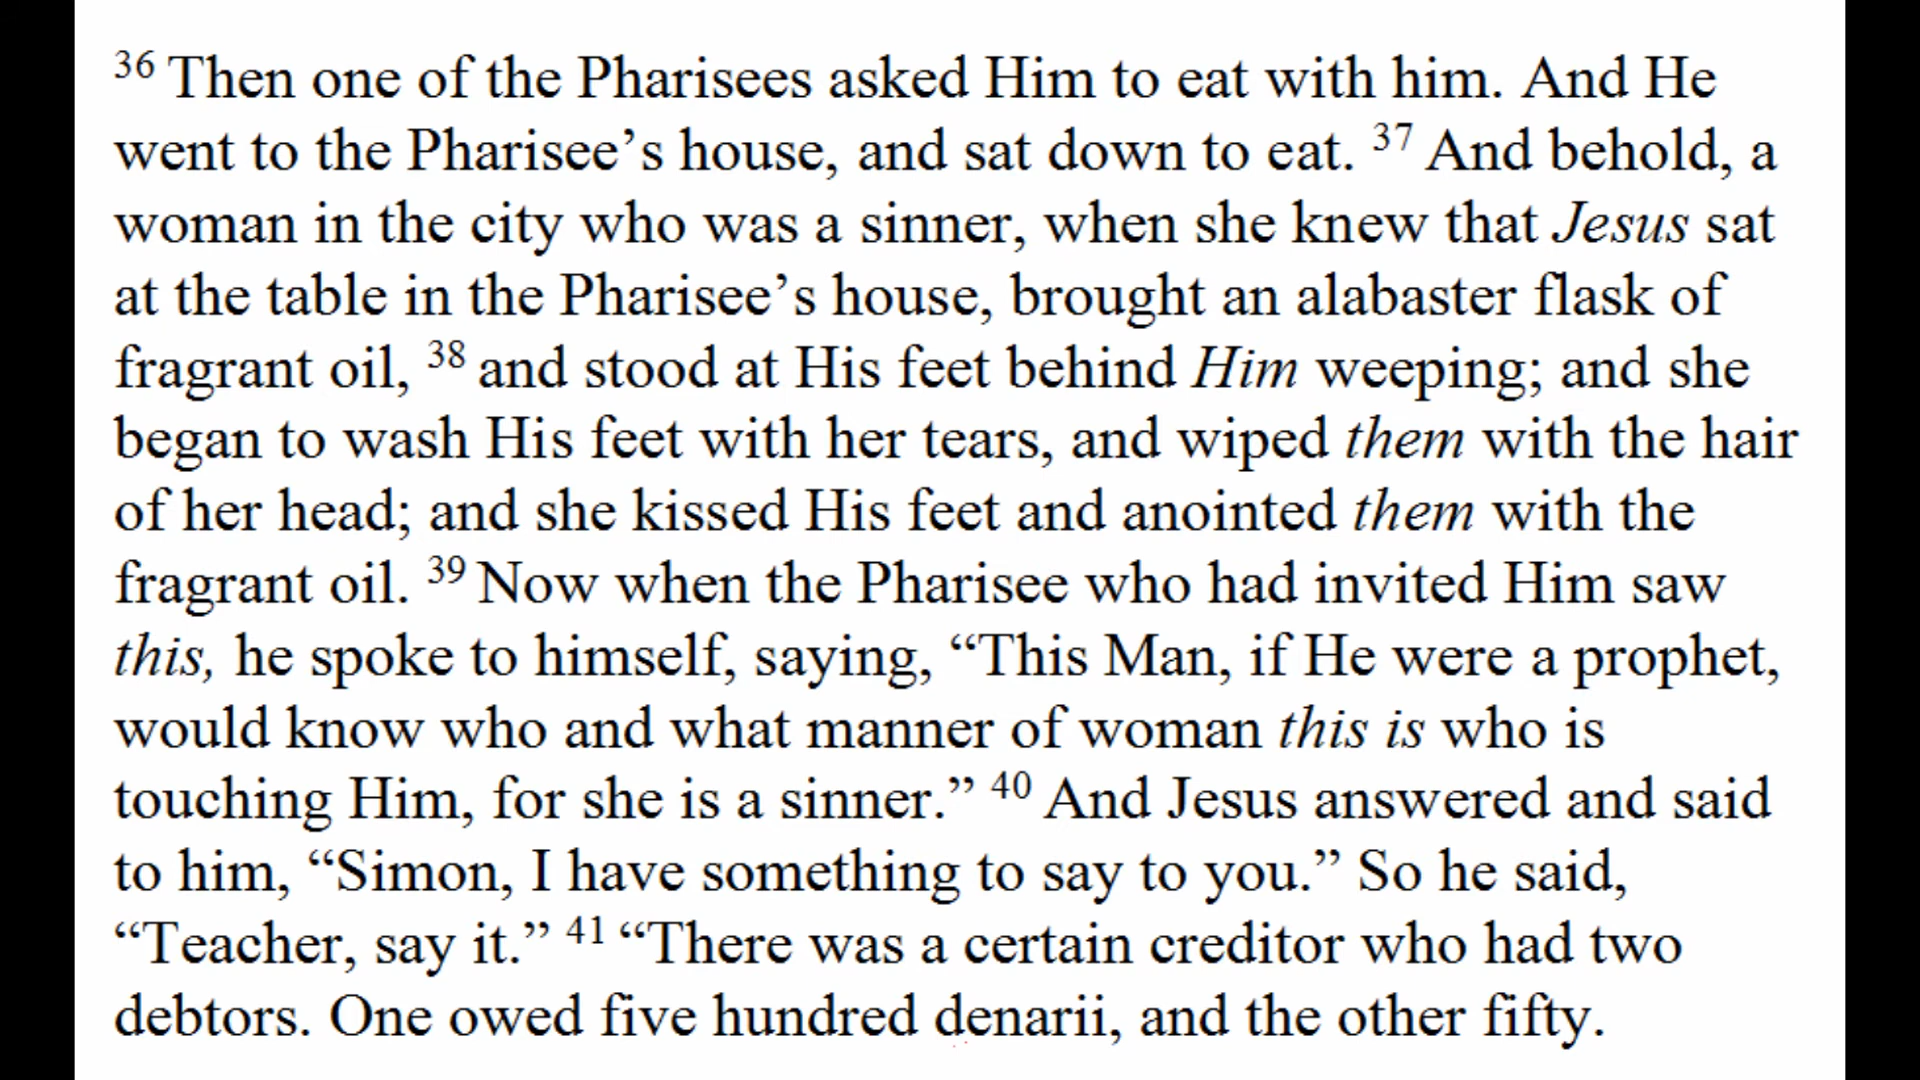 36 Then one of the Pharisees asked Him to eat with him. And He
went to the Pharisee’s house, and sat down to eat. 37 And behold, a
woman in the city who was a sinner, when she knew that Jesus sat
at the table in the Pharisee’s house, brought an alabaster flask of
fragrant oil, 38 and stood at His feet behind Him weeping; and she
began to wash His feet with her tears, and wiped them with the hair
of her head; and she kissed His feet and anointed them with the
fragrant oil. 39 Now when the Pharisee who had invited Him saw
this, he spoke to himself, saying, “This Man, if He were a prophet,
would know who and what manner of woman this is who is
touching Him, for she is a sinner.” 40 And Jesus answered and said
to him, “Simon, I have something to say to you.” So he said,
“Teacher, say it.” 41 “There was a certain creditor who had two
debtors. One owed five hundred denarii, and the other fifty.